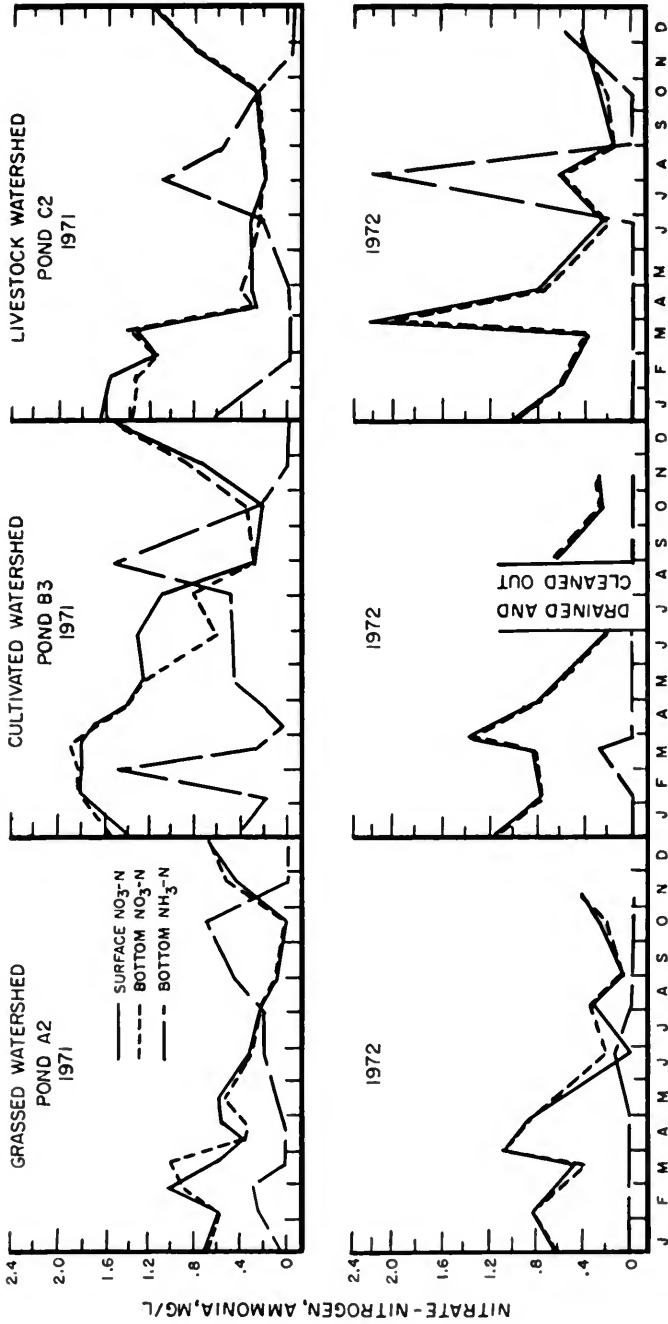 GRASSED WATERSHED
POND A2
1971
CULTIVATED WATERSHED
POND B3
1971
LIVESTOCK WATERSHED
POND C2
1971
SURFACE NO3-N
BOTTOM NO3-N
BOTTOM NH3-N
2.4
2.0
1.6
1.2
.8
.4
0
1972
1972
1972
DRAINED AND
CLEANED OUT
2.4
2.0
1.6
1.2
.8
.4
0
J F M A M J J A S O N D
J F M A M J J A S O N D
J F M A M J J A S O N D
NITRATE-NITROGEN, AMMONIA, MG/L